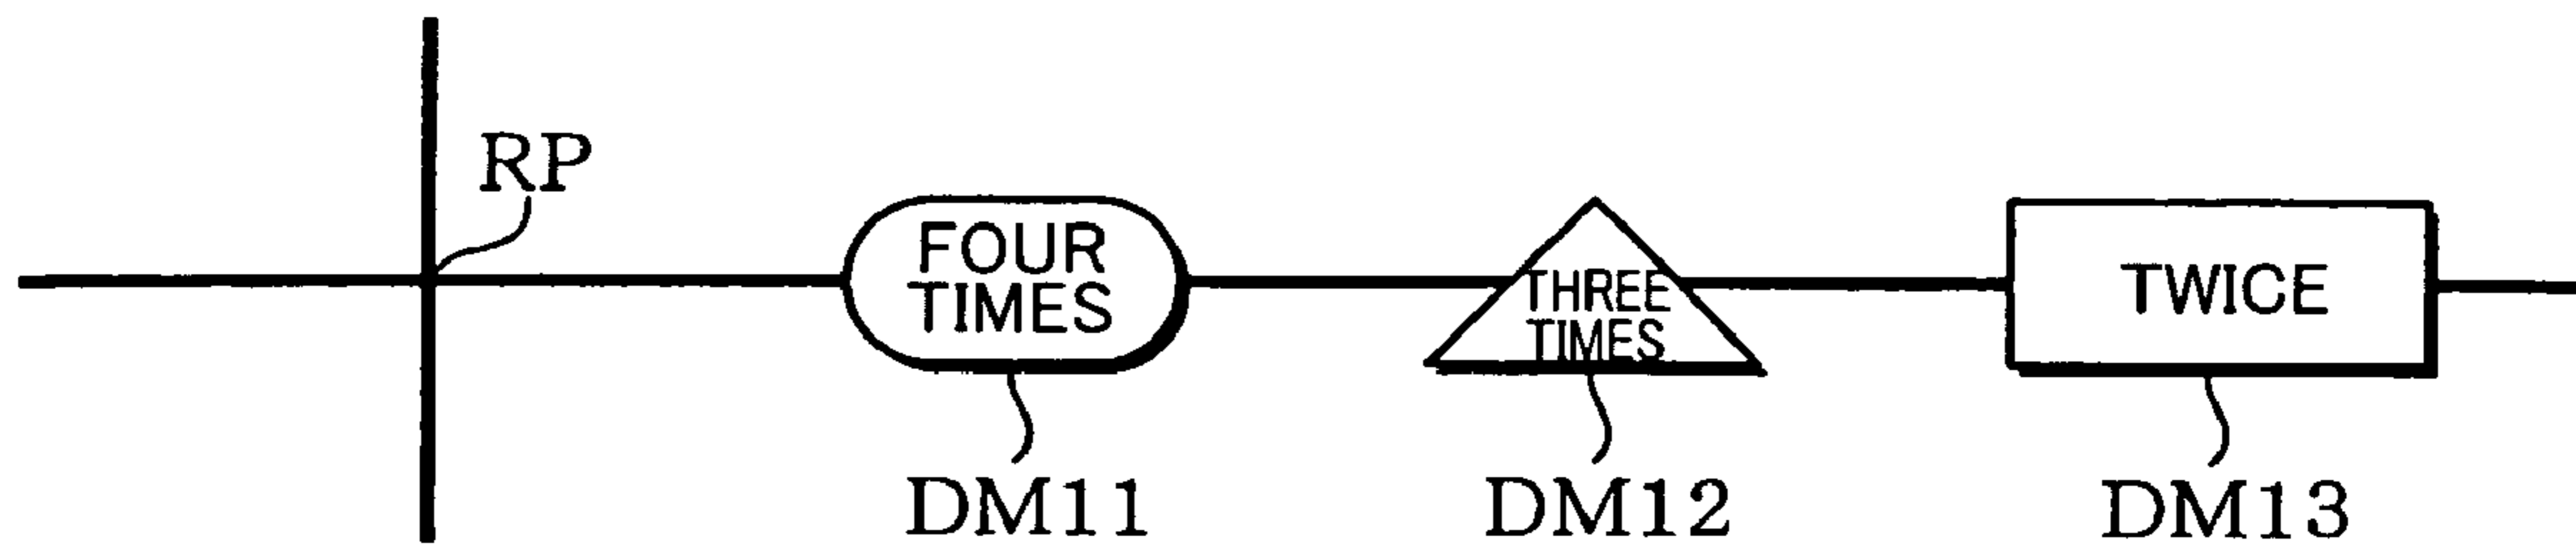 RP
FOUR
TIMES
THREE
TIMES
TWICE
DM11
DM12
DM13